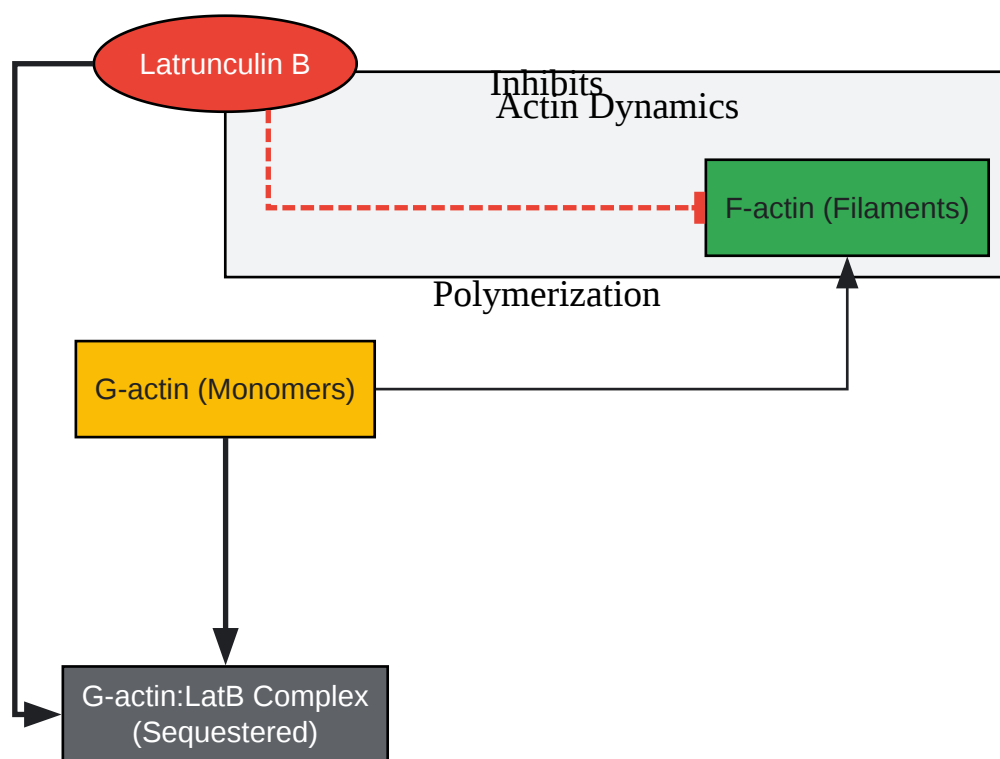 Latrunculin B
Inhibits
Actin Dynamics
F-actin (Filaments)
Polymerization
G-actin (Monomers)
G-actin:LatB Complex
(Sequestered)